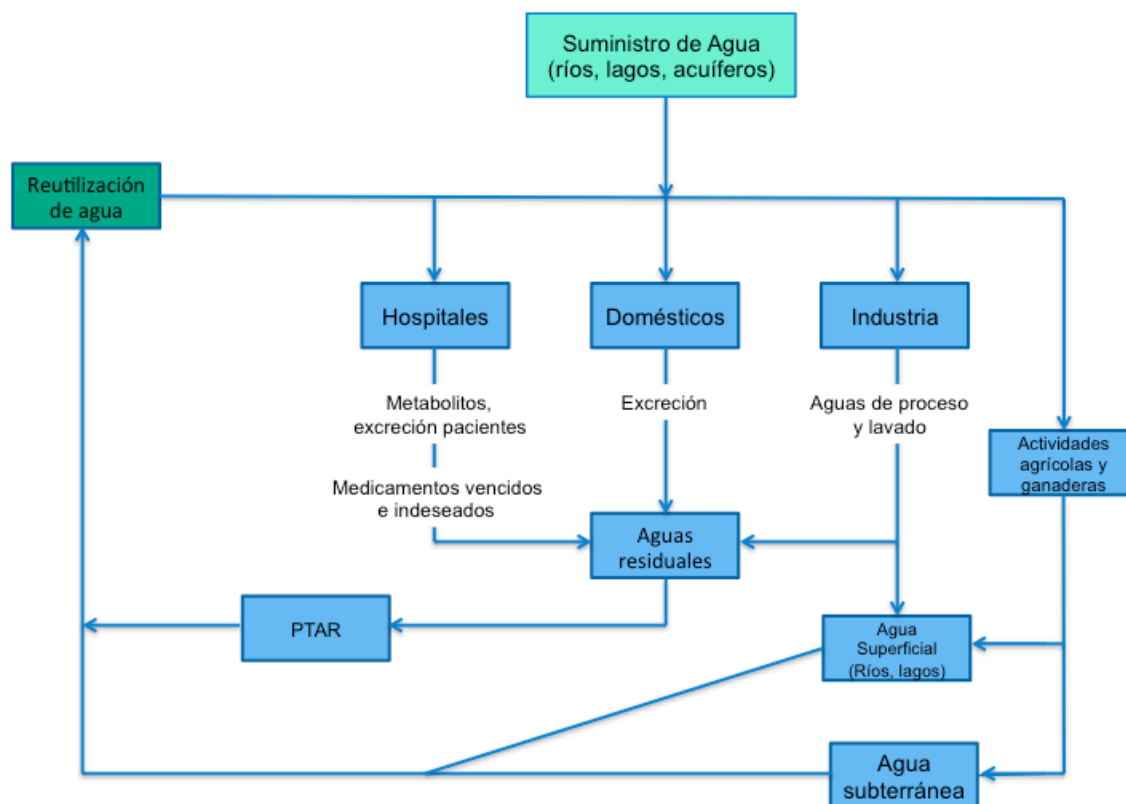 Suministro de Agua
(ríos, lagos, acuíferos)
Reutilización
de agua
Hospitales
Domésticos
Industria
Metabolitos,
excreción pacientes
Excreción
Aguas de proceso
y lavado
Actividades
agrícolas y
ganaderas
Medicamentos vencidos
e indeseados
Aguas
residuales
PTAR
Agua
Superficial
(Ríos, lagos)
Agua
subterránea